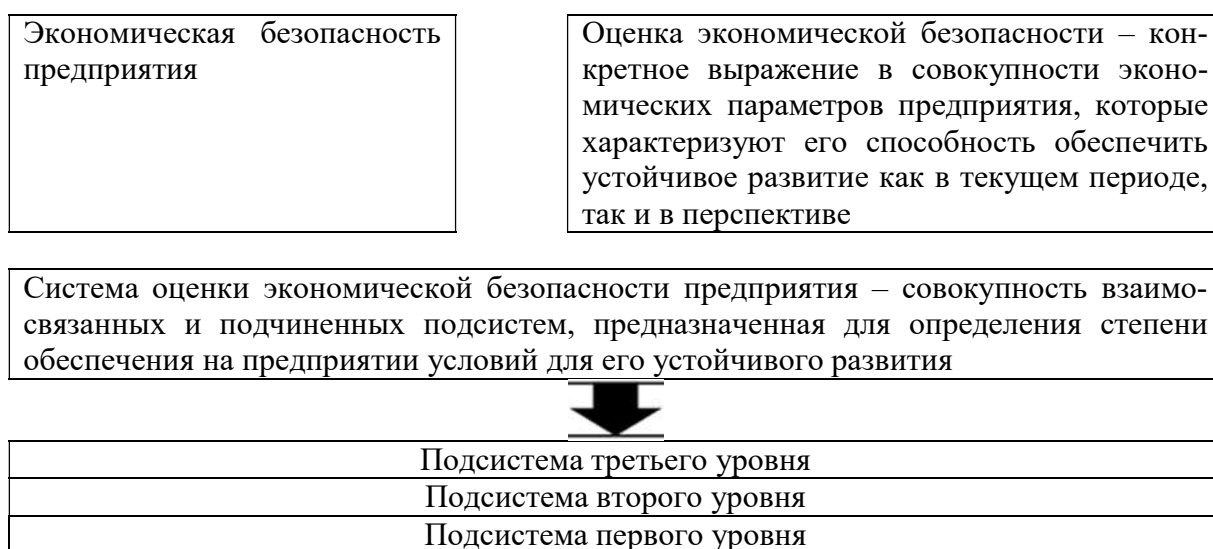 Экономическая безопасность
предприятия
Оценка экономической безопасности – кон-
кретное выражение в совокупности эконо-
мических параметров предприятия, которые
характеризуют его способность обеспечить
устойчивое развитие как в текущем периоде,
так и в перспективе
Система оценки экономической безопасности предприятия – совокупность взаимо-
связанных и подчиненных подсистем, предназначенная для определения степени
обеспечения на предприятии условий для его устойчивого развития
Подсистема третьего уровня
Подсистема второго уровня
Подсистема первого уровня